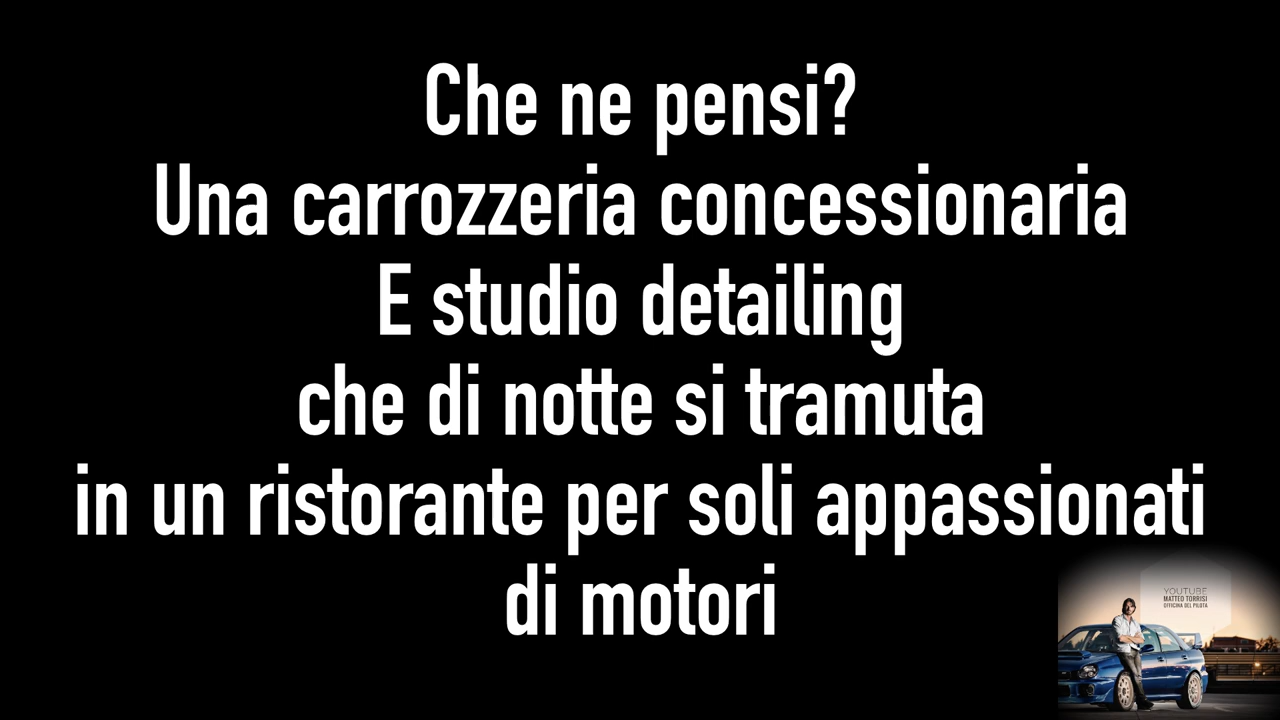 Che ne pensi?
Una carrozzeria concessionaria
E studio detailing
che di notte si tramuta
in un ristorante per soli appassionati
di motori
YOUTUBE
MATTEO TORRISI
OFFICINA DEL PILOTA